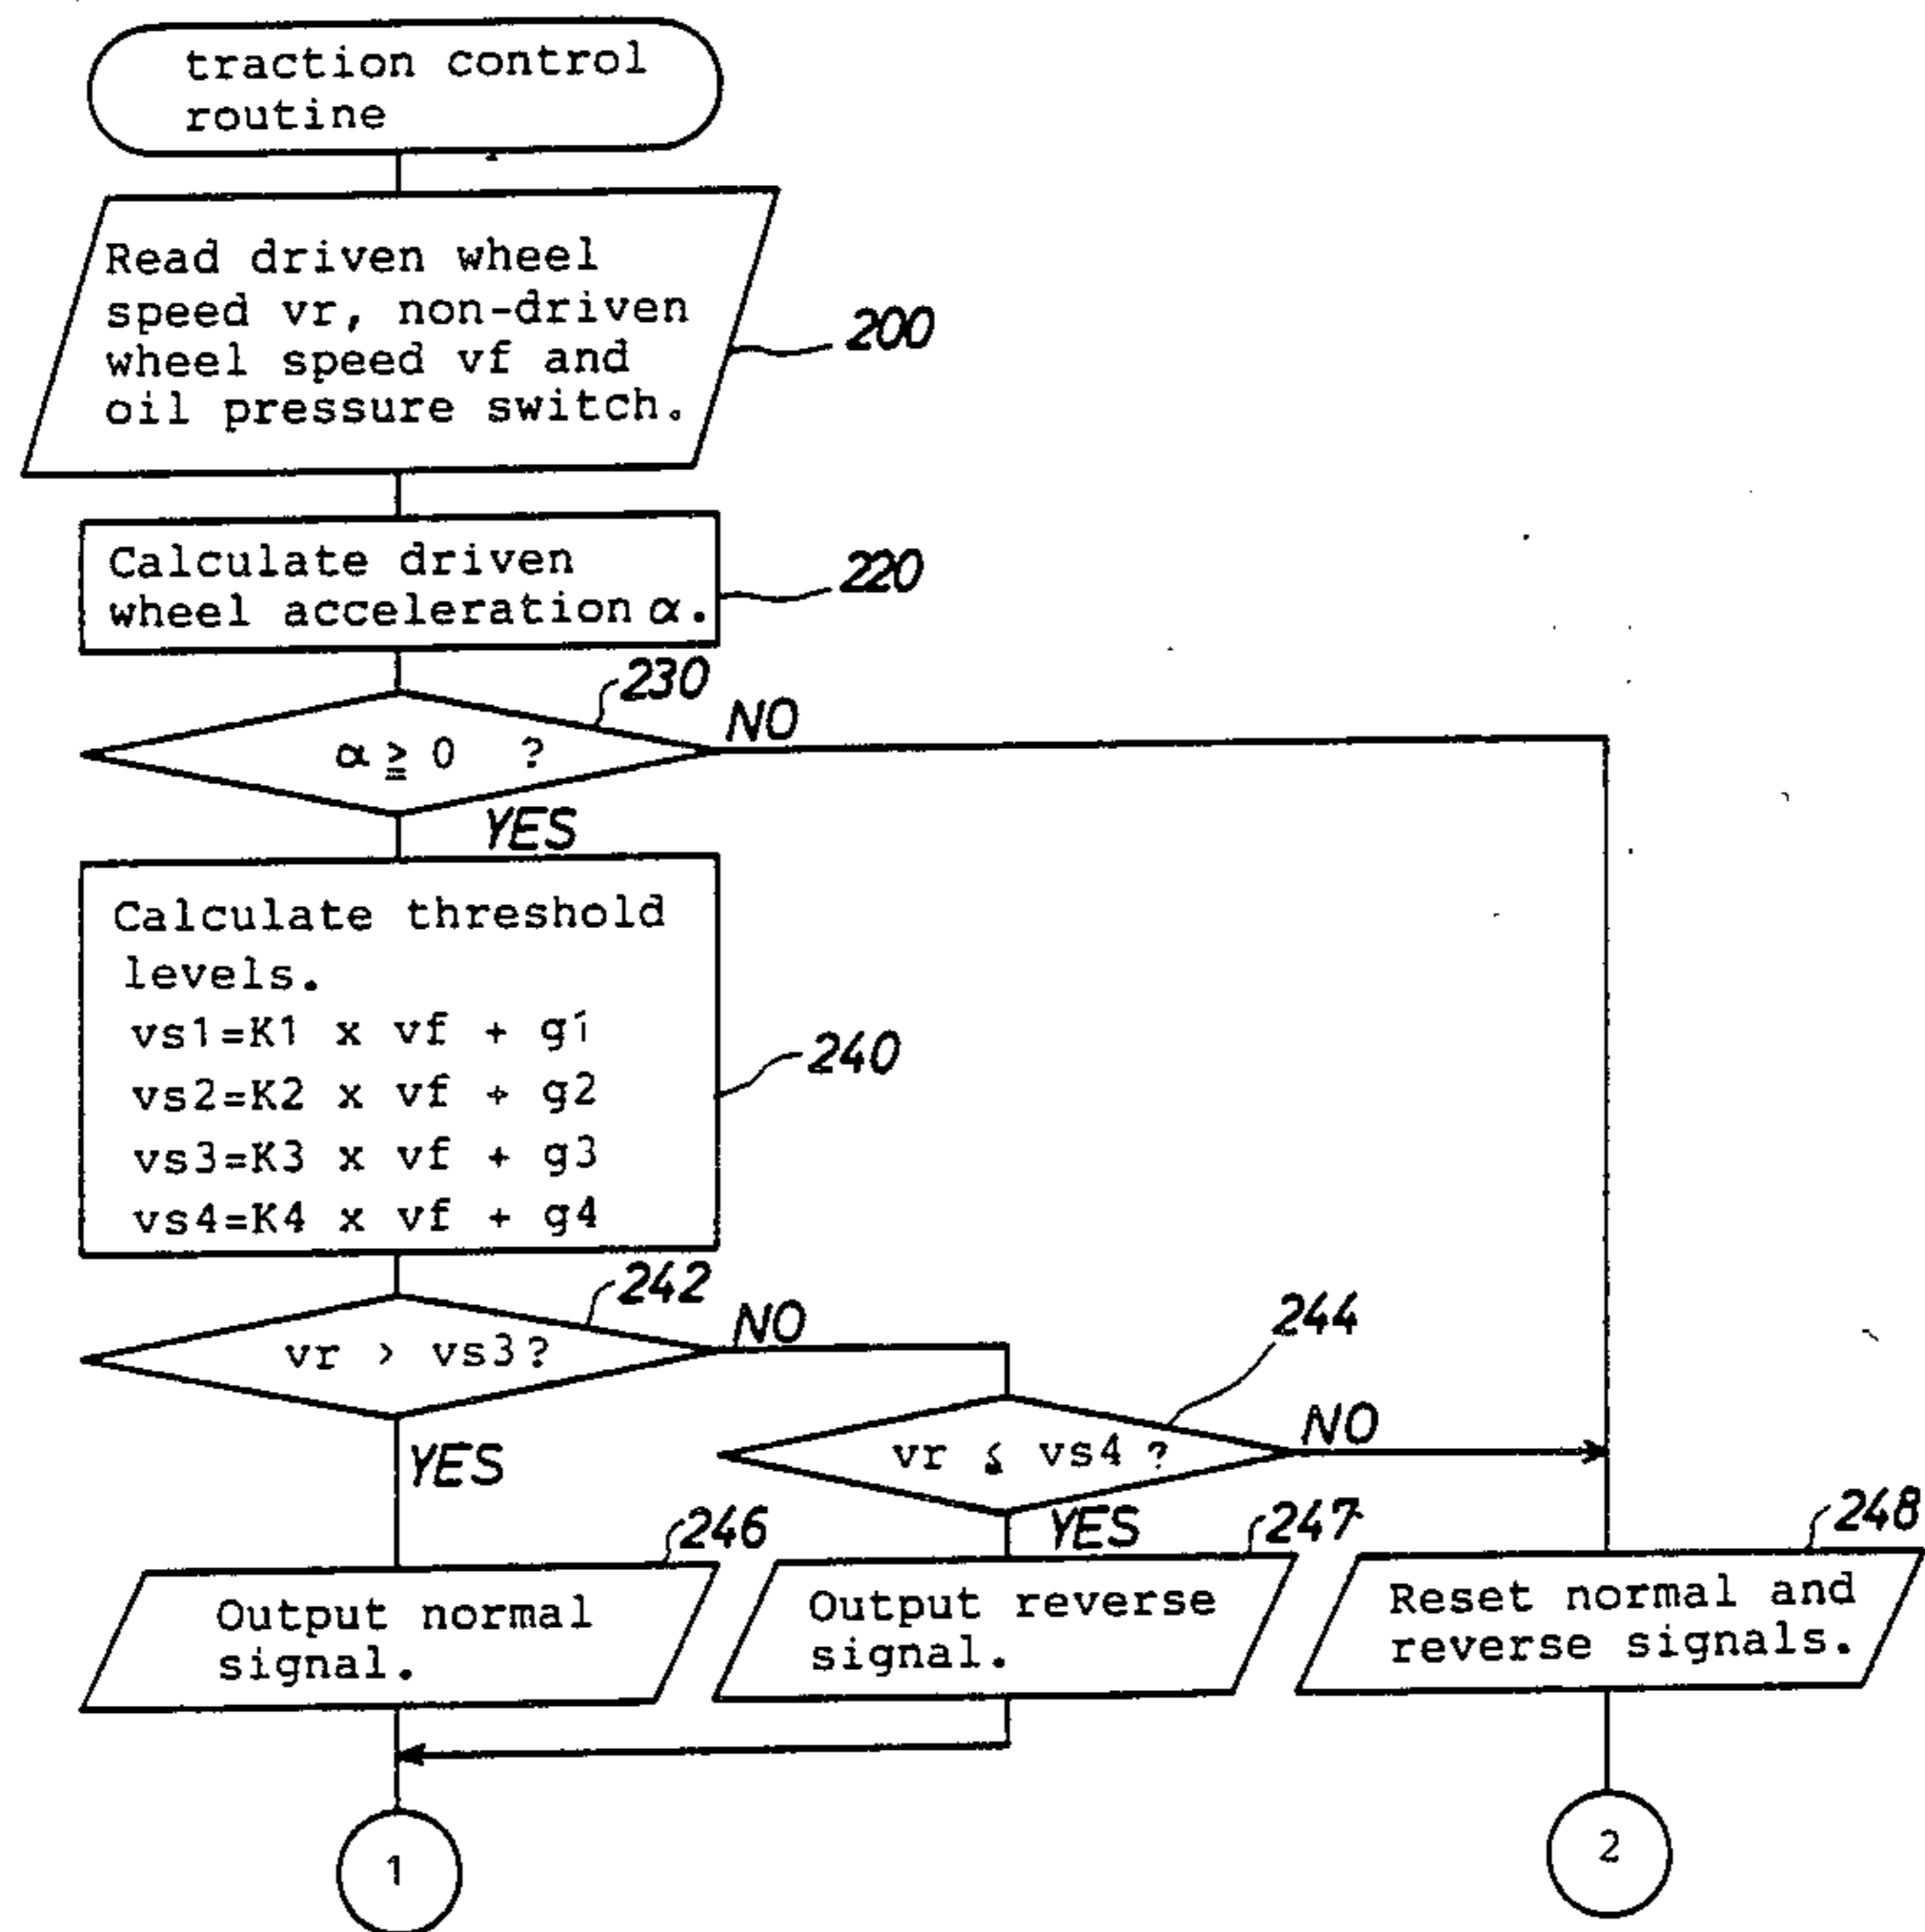 traction control
routine
Read driven wheel
speed vr, non-driven
wheel speed vf and
oil pressure switch.
200
Calculate driven
wheel acceleration α.
220
230
α ≧ 0 ?
NO
YES
Calculate threshold
levels.
vs1=K1 x vf + g1
vs2=K2 x vf + g2
vs3=K3 x vf + g3
vs4=K4 x vf + g4
240
242
vr > vs3?
NO
YES
244
vr ≦ vs4 ?
NO
YES
246
Output normal
signal.
247
Output reverse
signal.
248
Reset normal and
reverse signals.
1
2